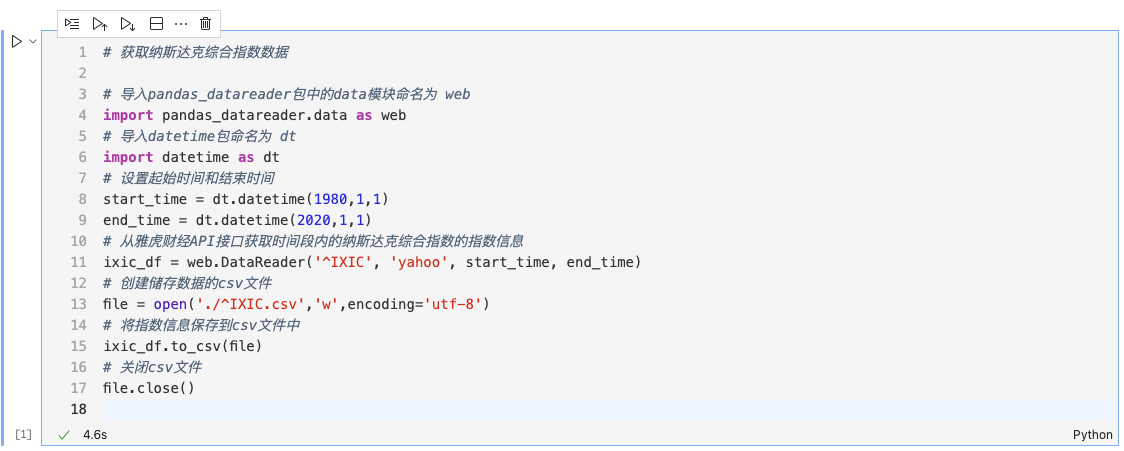 1 # 获取纳斯达克综合指数数据
2
3 # 导入pandas_datareader包中的data模块命名为 web
4 import pandas_datareader.data as web
5 # 导入datetime包命名为 dt
6 import datetime as dt
7 # 设置起始时间和结束时间
8 start_time = dt.datetime(1980,1,1)
9 end_time = dt.datetime(2020,1,1)
10 # 从雅虎财经API接口获取时间段内的纳斯达克综合指数的指数信息
11 ixic_df = web.DataReader('^IXIC', 'yahoo', start_time, end_time)
12 # 创建储存数据的csv文件
13 file = open('./^IXIC.csv','w',encoding='utf-8')
14 # 将指数信息保存到csv文件中
15 ixic_df.to_csv(file)
16 # 关闭csv文件
17 file.close()
18
[1] 4.6s Python